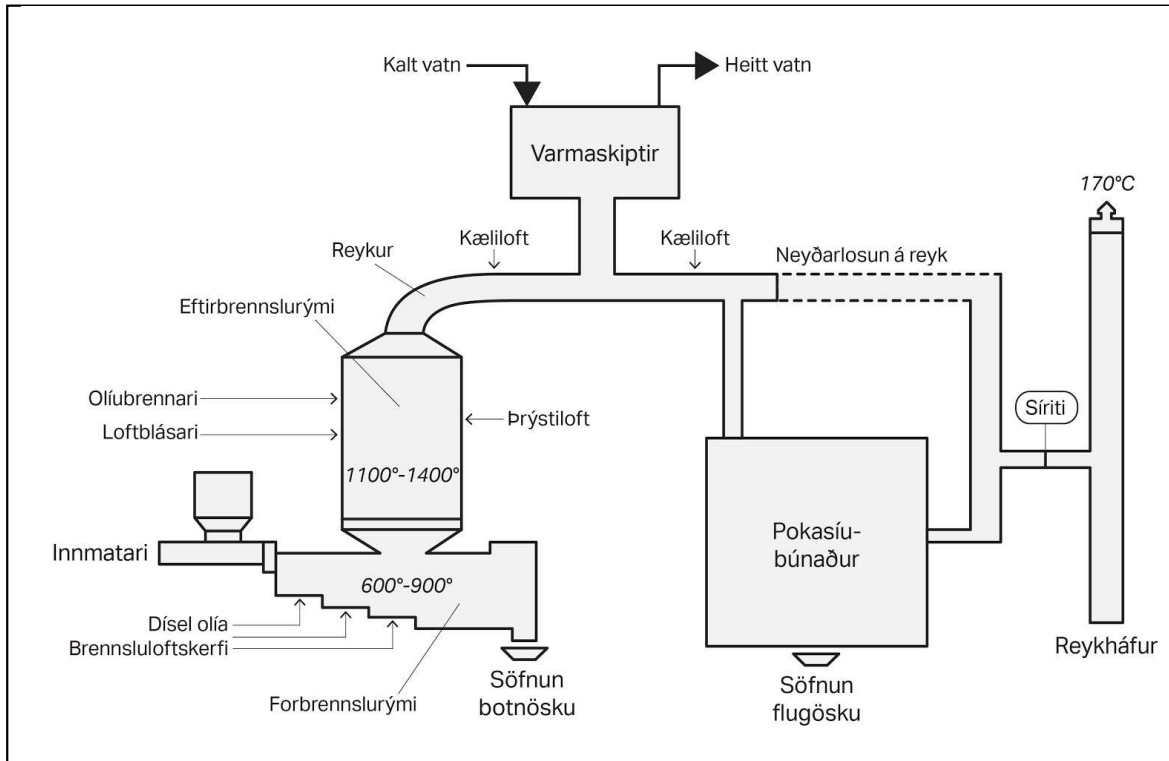 Kalt vatn
Heitt vatn
Varmaskiptir
170°C
Kæliloft
Kæliloft
Reykur
Neyðarlosun á reyk
Eftirbrennslurými
Olíubrennari
Loftblásari
Þrýstiloft
Síriti
1100°-1400°
Innmatari
Pokasíu-
búnaður
600°-900°
Dísel olía
Brennsluloftskerfi
Reykháfur
Söfnun
botnösku
Söfnun
flugösku
Forbrennslurými